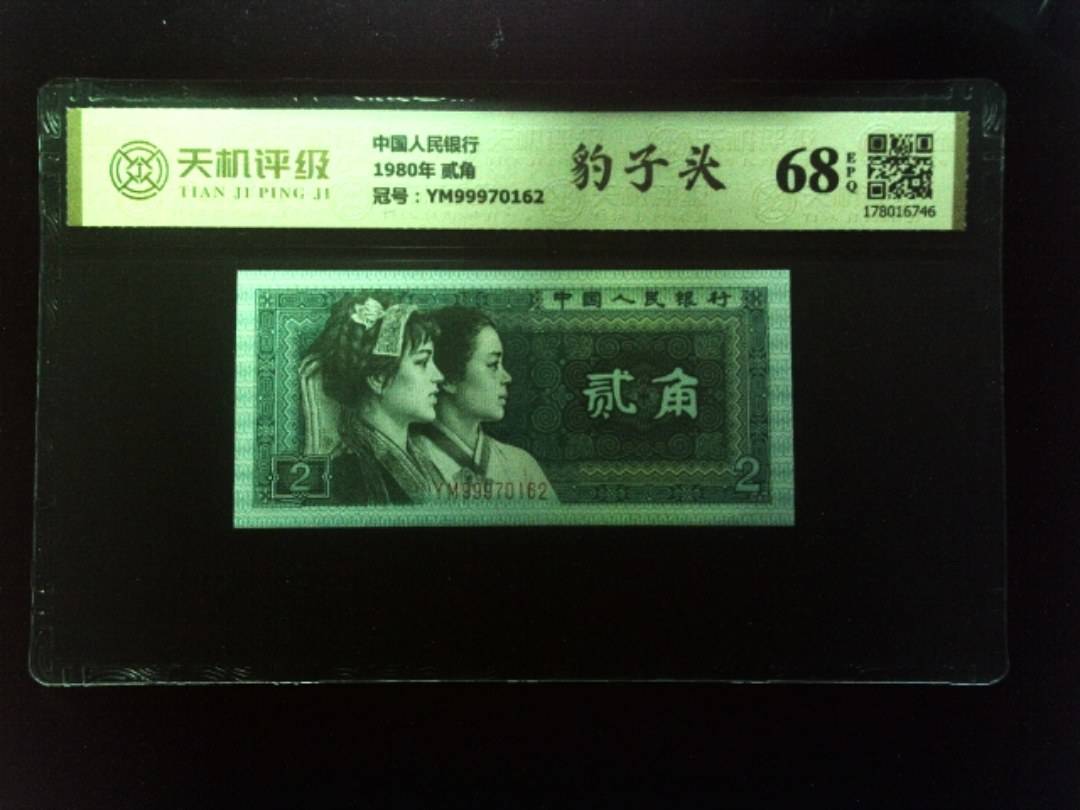 天机评级
TIAN JI PING JI
中国人民银行
1980年 贰角
冠号：YM99970162
豹子头
68
EPQ
178016746
中国人民银行
贰角
2
YM99970162
2